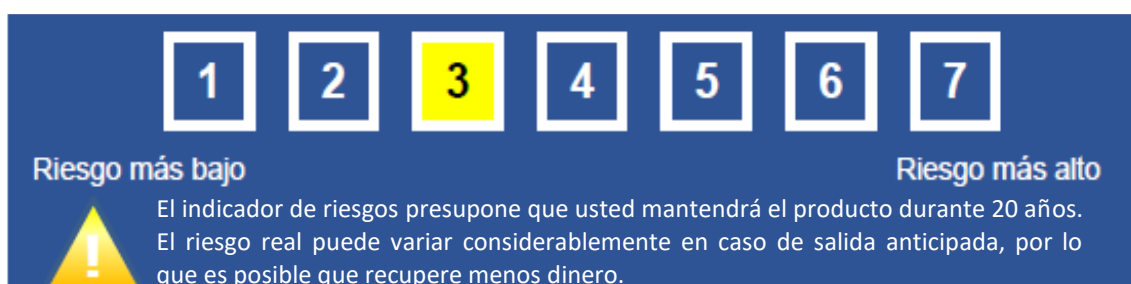 1 2 3 4 5 6 7
Riesgo más bajo Riesgo más alto
El indicador de riesgos presupone que usted mantendrá el producto durante 20 años.
El riesgo real puede variar considerablemente en caso de salida anticipada, por lo
que es posible que recupere menos dinero.